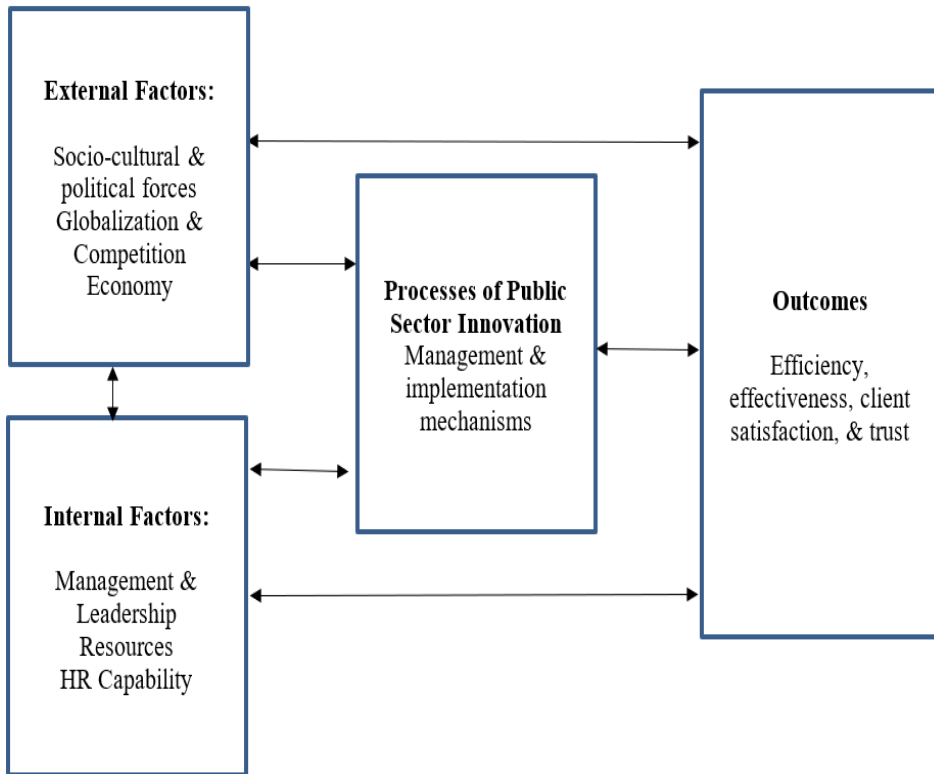 External Factors:
Socio-cultural &
political forces
Globalization &
Competition
Economy
Internal Factors:
Management &
Leadership
Resources
HR Capability
Processes of Public
Sector Innovation
Management &
implementation
mechanisms
Outcomes
Efficiency,
effectiveness, client
satisfaction, & trust